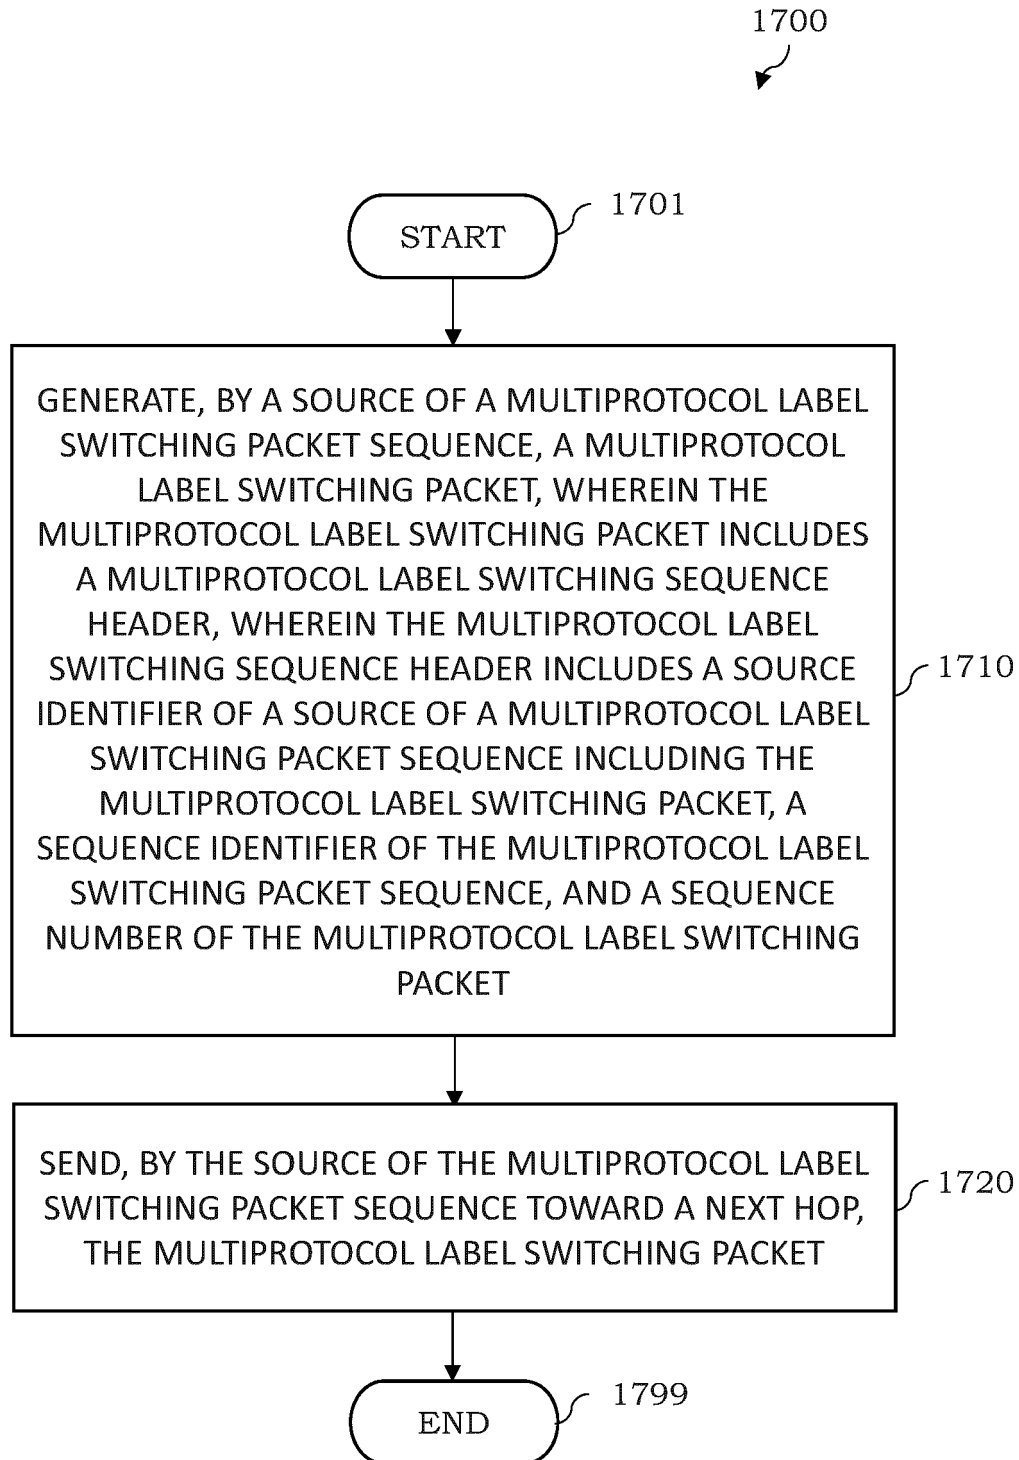 1700
START
1701
GENERATE, BY A SOURCE OF A MULTIPROTOCOL LABEL
SWITCHING PACKET SEQUENCE, A MULTIPROTOCOL
LABEL SWITCHING PACKET, WHEREIN THE
MULTIPROTOCOL LABEL SWITCHING PACKET INCLUDES
A MULTIPROTOCOL LABEL SWITCHING SEQUENCE
HEADER, WHEREIN THE MULTIPROTOCOL LABEL
SWITCHING SEQUENCE HEADER INCLUDES A SOURCE
IDENTIFIER OF A SOURCE OF A MULTIPROTOCOL LABEL
SWITCHING PACKET SEQUENCE INCLUDING THE
MULTIPROTOCOL LABEL SWITCHING PACKET, A
SEQUENCE IDENTIFIER OF THE MULTIPROTOCOL LABEL
SWITCHING PACKET SEQUENCE, AND A SEQUENCE
NUMBER OF THE MULTIPROTOCOL LABEL SWITCHING
PACKET
1710
SEND, BY THE SOURCE OF THE MULTIPROTOCOL LABEL
SWITCHING PACKET SEQUENCE TOWARD A NEXT HOP,
THE MULTIPROTOCOL LABEL SWITCHING PACKET
1720
END
1799